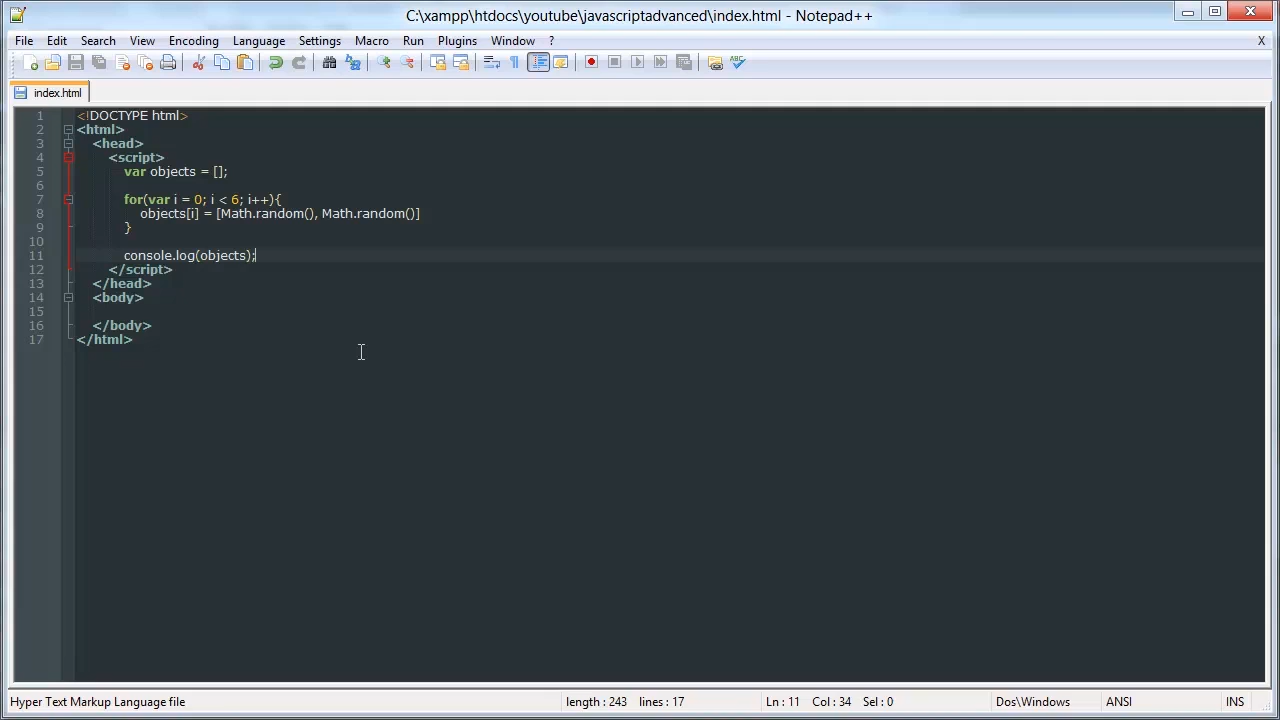 C:\xampp\htdocs\youtube\javascriptadvanced\index.html - Notepad++
File Edit Search View Encoding Language Settings Macro Run Plugins Window ? X
index.html
1 <!DOCTYPE html>
2 <html>
3 <head>
4 <script>
5 var objects = [];
6
7 for(var i = 0; i < 6; i++){
8 objects[i] = [Math.random(), Math.random()]
9 }
10
11 console.log(objects);
12 </script>
13 </head>
14 <body>
15
16 </body>
17 </html>
Hyper Text Markup Language file length : 243 lines : 17 Ln : 11 Col : 34 Sel : 0 Dos\Windows ANSI INS